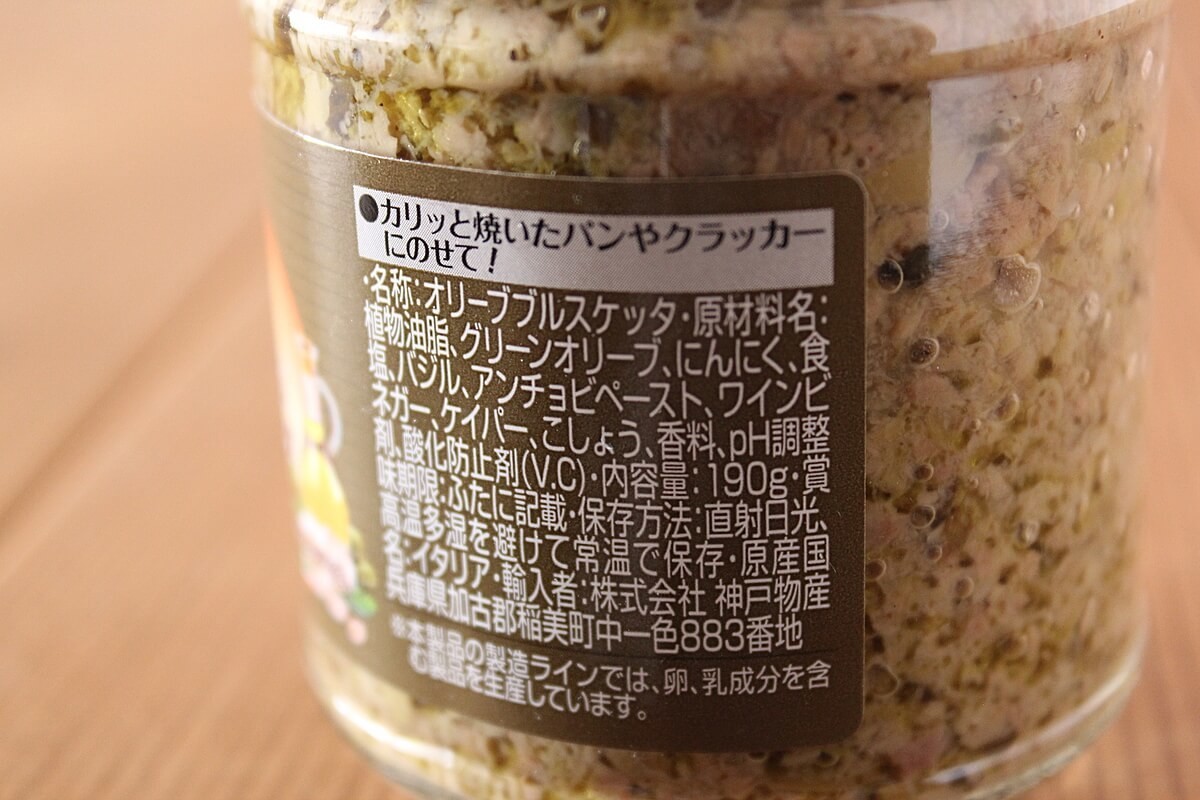 ●カリッと焼いたパンやクラッカー
にのせて!
・名称:オリーブブルスケッタ・原材料名:
植物油脂、グリーンオリーブ、にんにく、食
塩、バジル、アンチョビペースト、ワインビ
ネガー、ケイパー、こしょう、香料、pH調整
剤、酸化防止剤(V.C)・内容量:190g・賞
味期限:ふたに記載・保存方法:直射日光、
高温多湿を避けて常温で保存・原産国
名:イタリア・輸入者:株式会社 神戸物産
兵庫県加古郡稲美町中一色883番地
※本製品の製造ラインでは、卵、乳成分を含
む製品を生産しています。